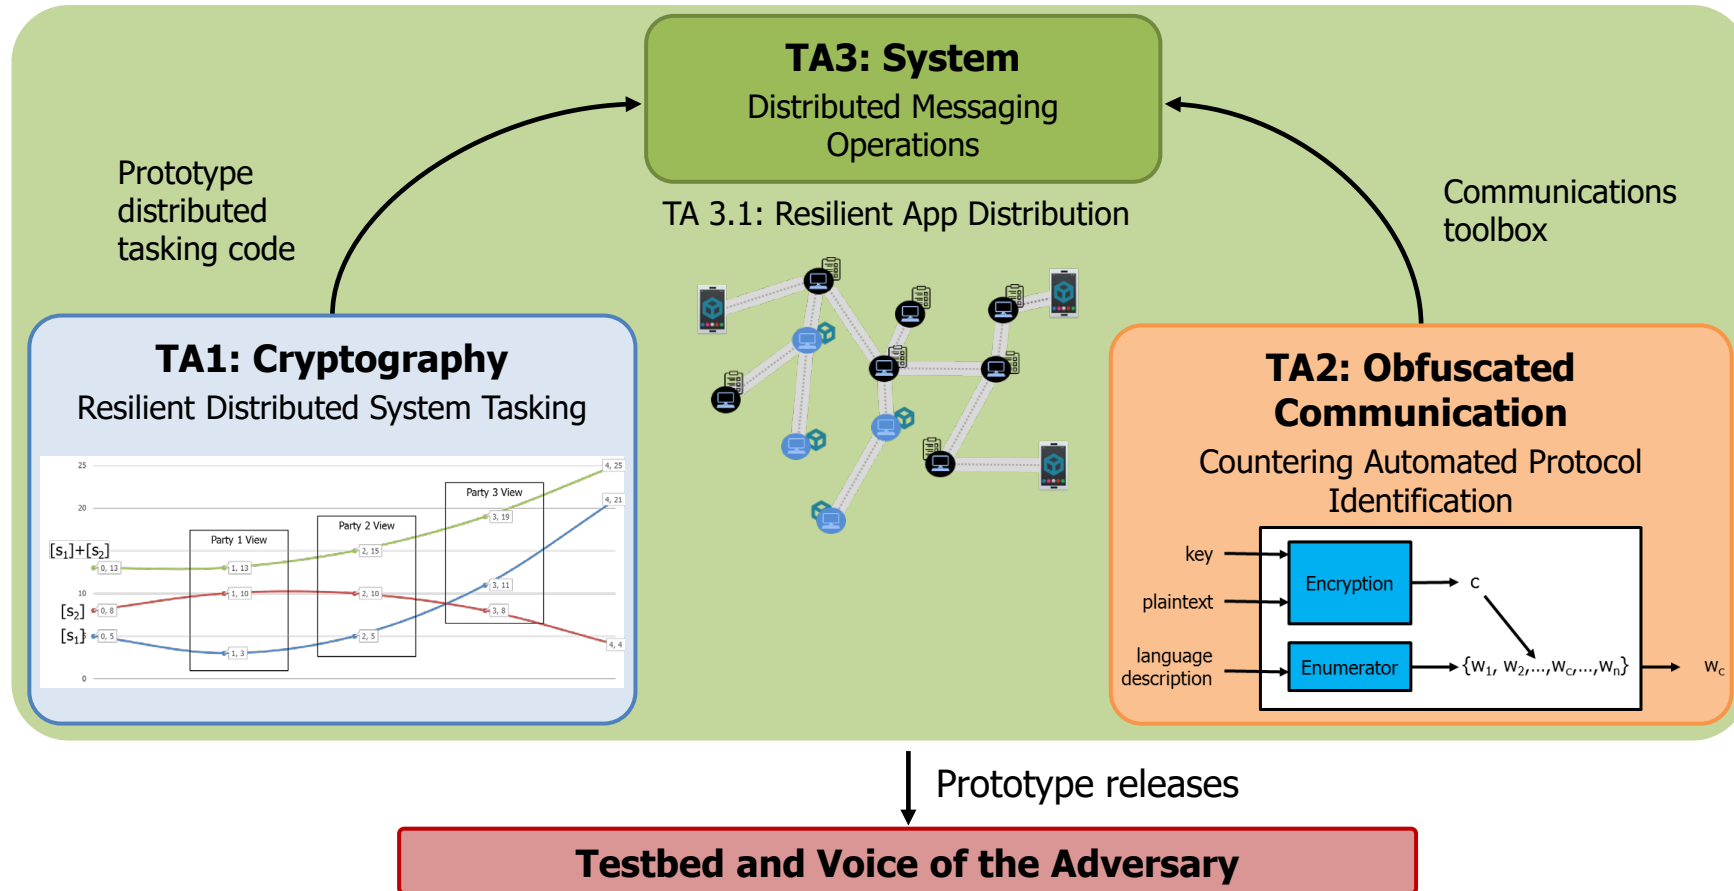 TA3: System
Distributed Messaging
Operations
TA 3.1: Resilient App Distribution
Prototype
distributed
tasking code
Communications
toolbox
TA1: Cryptography
Resilient Distributed System Tasking
25
20
10
5
0
[s₁]+[s₂]
[s₂]
[s₁]
Party 1 View
Party 2 View
Party 3 View
0, 13
1, 13
2, 15
3, 19
4, 25
0, 8
1, 10
2, 10
3, 8
4, 4
0, 5
1, 3
2, 5
3, 11
4, 21
TA2: Obfuscated
Communication
Countering Automated Protocol
Identification
key
plaintext
Encryption
c
language
description
Enumerator
{w₁, w₂,...,w_c,...,wₙ}
w_c
Prototype releases
Testbed and Voice of the Adversary